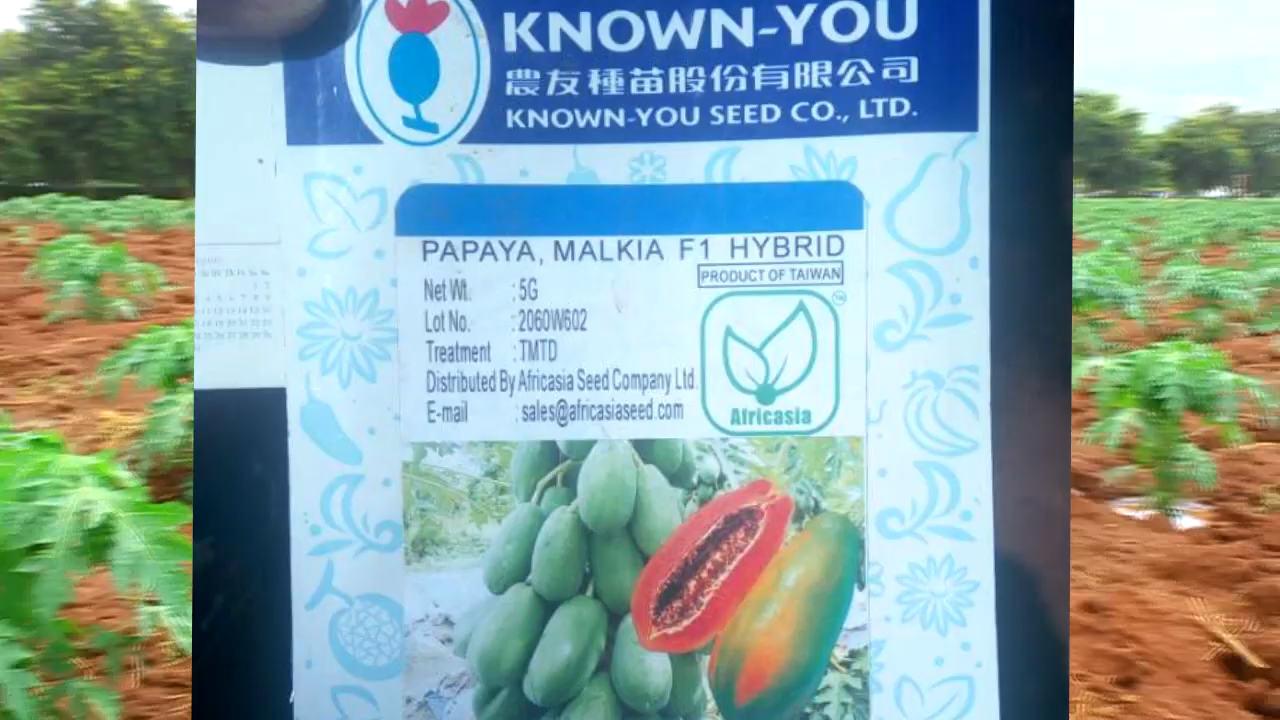 KNOWN-YOU
農友種苗股份有限公司
KNOWN-YOU SEED CO., LTD.
PAPAYA, MALKIA F1 HYBRID
PRODUCT OF TAIWAN
Net Wt. : 5G
Lot No. : 2060W602
Treatment : TMTD
Distributed By Africasia Seed Company Ltd.
E-mail : sales@africasiaseed.com
TM
Africasia